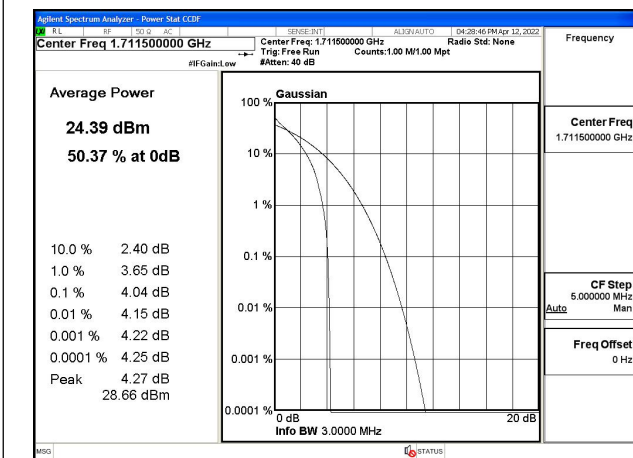 Agilent Spectrum Analyzer - Power Stat CCDF
RL RF 50 Ω AC SENSE:INT ALIGN AUTO 04:28:46 PM Apr 12, 2022
Center Freq 1.711500000 GHz
Center Freq: 1.711500000 GHz Radio Std: None
Trig: Free Run Counts:1.00 M/1.00 Mpt
#IFGain:Low #Atten: 40 dB
Frequency
Average Power
24.39 dBm
50.37 % at 0dB
10.0 % 2.40 dB
1.0 % 3.65 dB
0.1 % 4.04 dB
0.01 % 4.15 dB
0.001 % 4.22 dB
0.0001 % 4.25 dB
Peak 4.27 dB
28.66 dBm
Gaussian
100 %
10 %
1 %
0.1 %
0.01 %
0.001 %
0.0001 %
0 dB 20 dB
Info BW 3.0000 MHz
Center Freq
1.711500000 GHz
CF Step
5.000000 MHz
Auto Man
Freq Offset
0 Hz
MSG STATUS